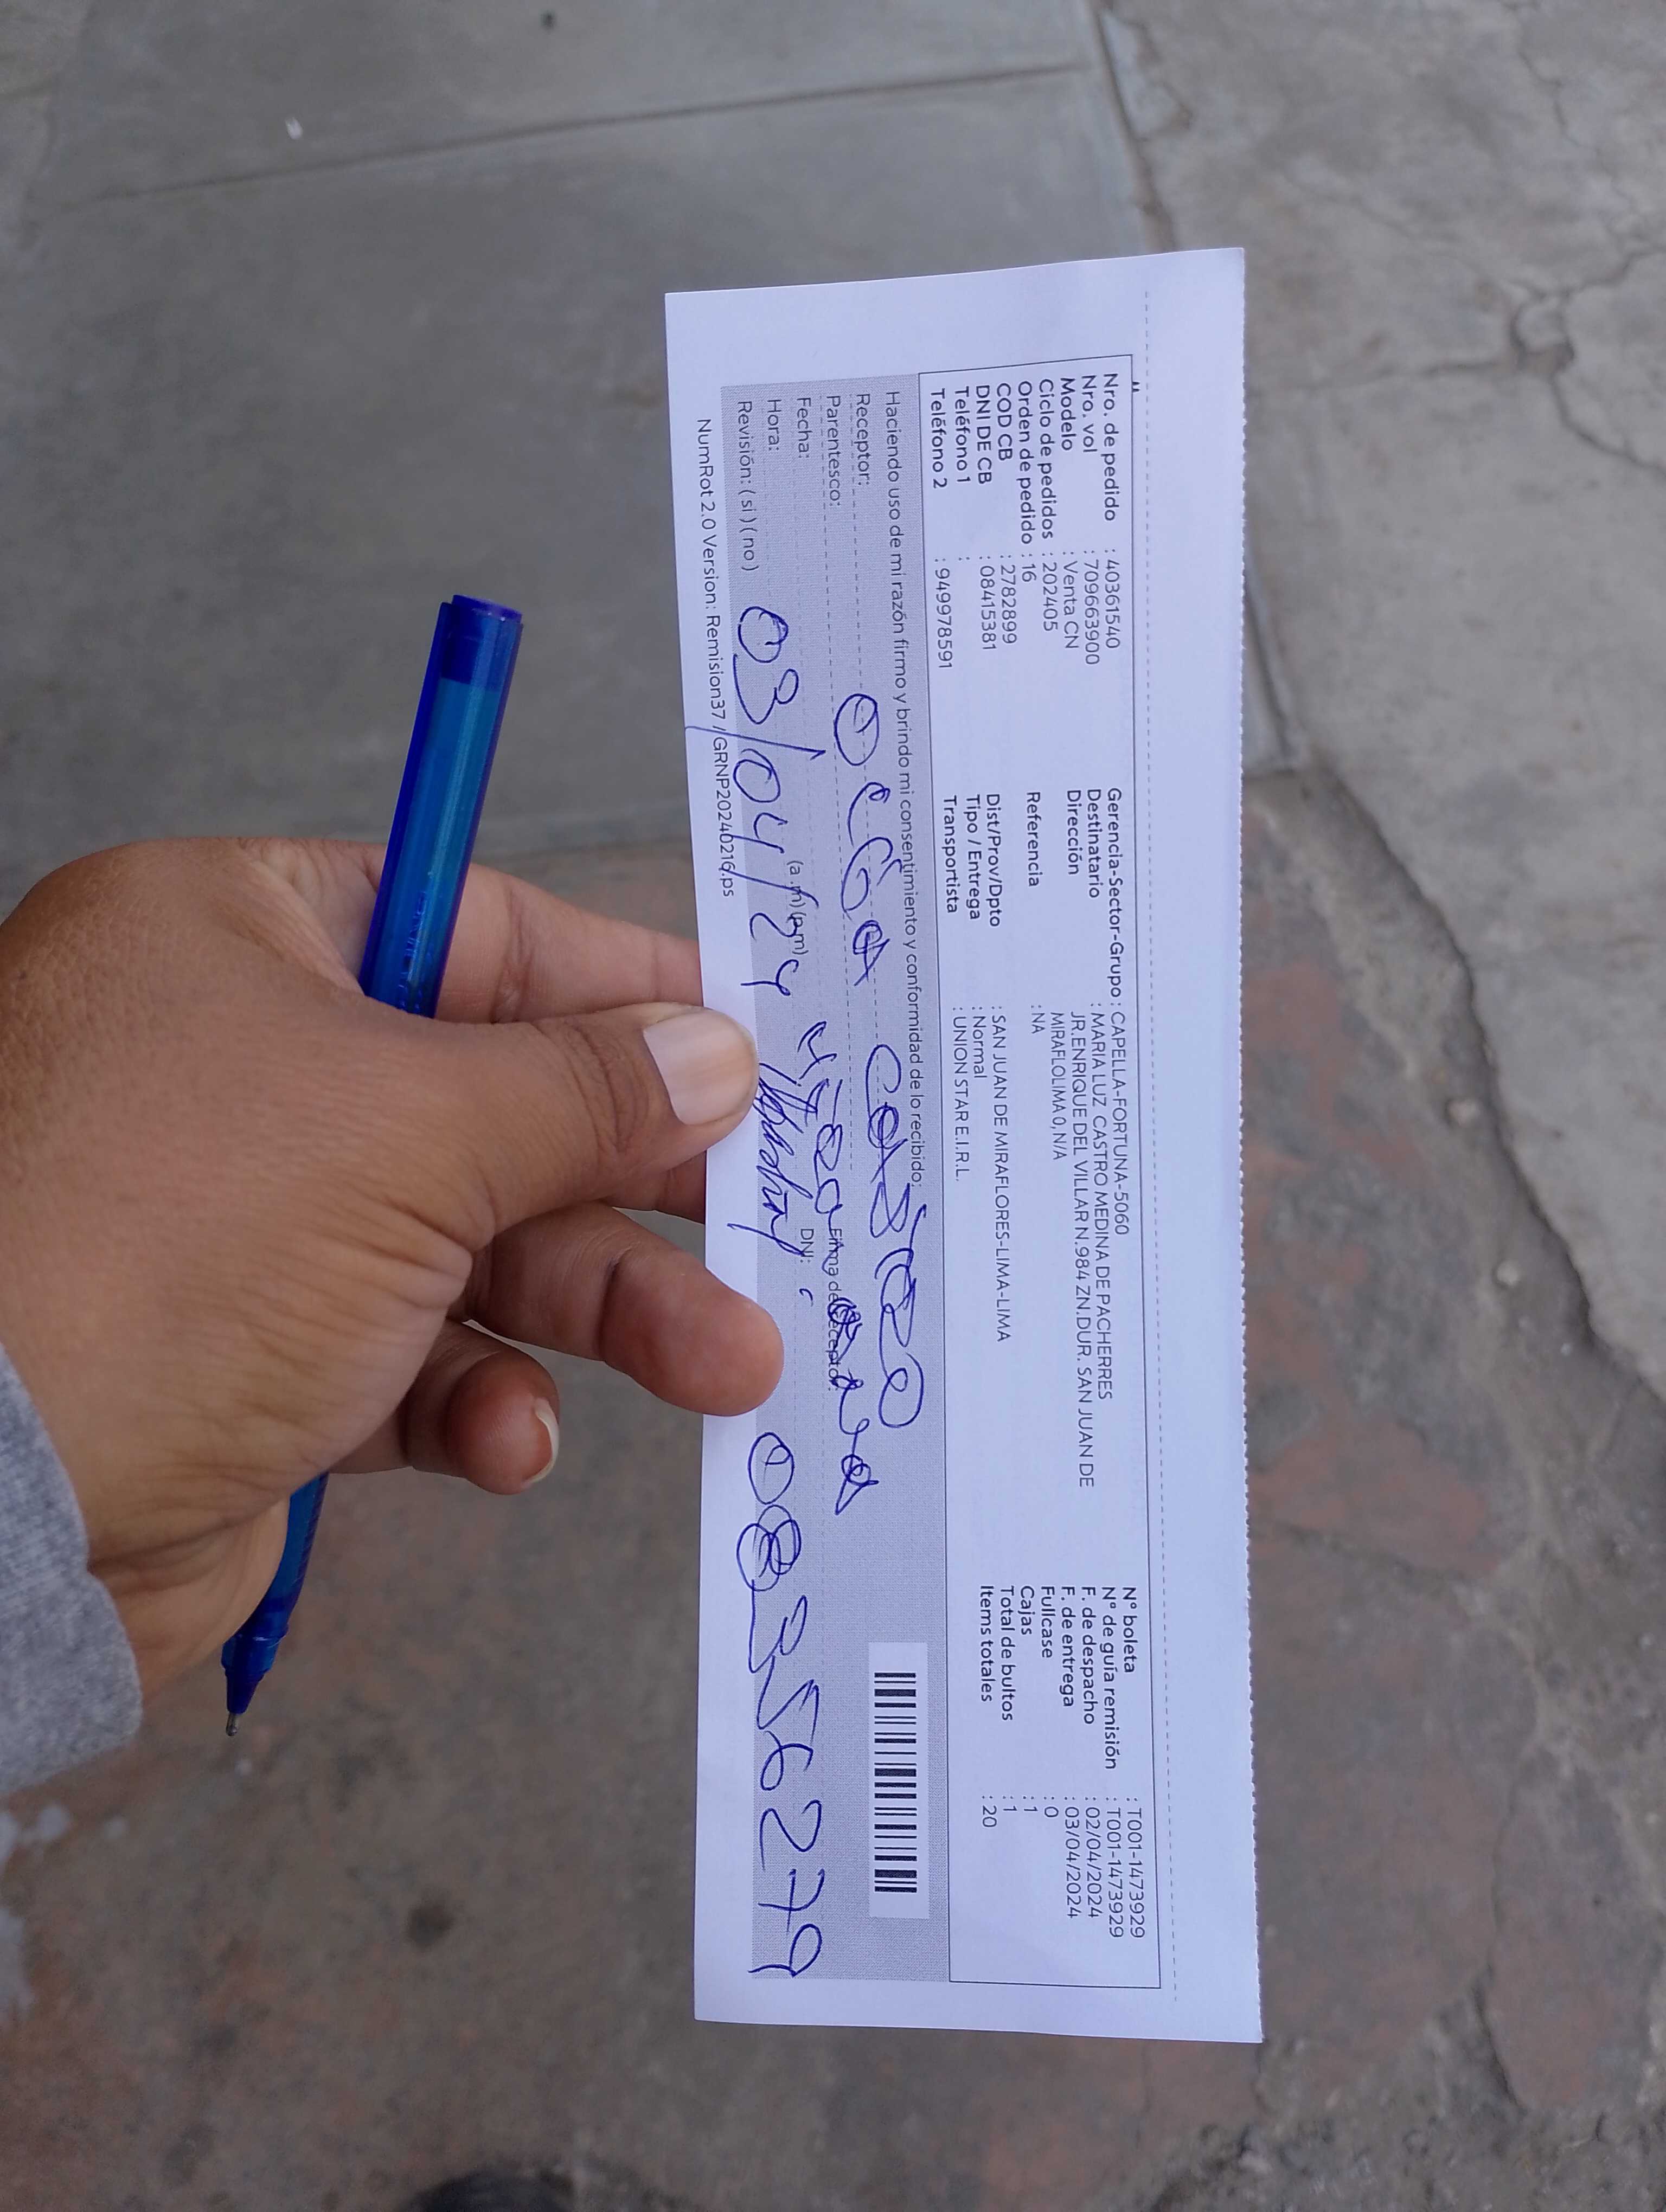 Nro. de pedido : 40361540
Nro. vol : 709663900
Modelo : Venta CN
Ciclo de pedidos : 202405
Orden de pedido : 16
COD CB : 2782899
DNI DE CB : 08415381
Teléfono 1 :
Teléfono 2 : 949978591
Gerencia-Sector-Grupo : CAPELLA-FORTUNA-5060
Destinatario : MARIA LUZ CASTRO MEDINA DE PACHERRES
Dirección JR.ENRIQUE DEL VILLAR N.984 ZN.DUR. SAN JUAN DE
MIRAFLOLIMA 0,N/A
Referencia : NA
Dist/Prov/Dpto : SAN JUAN DE MIRAFLORES-LIMA-LIMA
Tipo / Entrega : Normal
Transportista : UNION STAR E.I.R.L.
N° boleta : T001-1473929
N° de guía remisión : T001-1473929
F. de despacho : 02/04/2024
F. de entrega : 03/04/2024
Fullcase : 0
Cajas : 1
Total de bultos : 1
Items totales : 20
Haciendo uso de mi razón firmo y brindo mi consentimiento y conformidad de lo recibido:
Receptor: CASTRO
Parentesco:
Firma de receptor
Fecha:
Hora: (a.m) (p.m) DNI:
Revisión: ( si ) ( no ) 03/04/24 08356279
NumRot 2.0 Version: Remision37 /GRNP20240216.ps